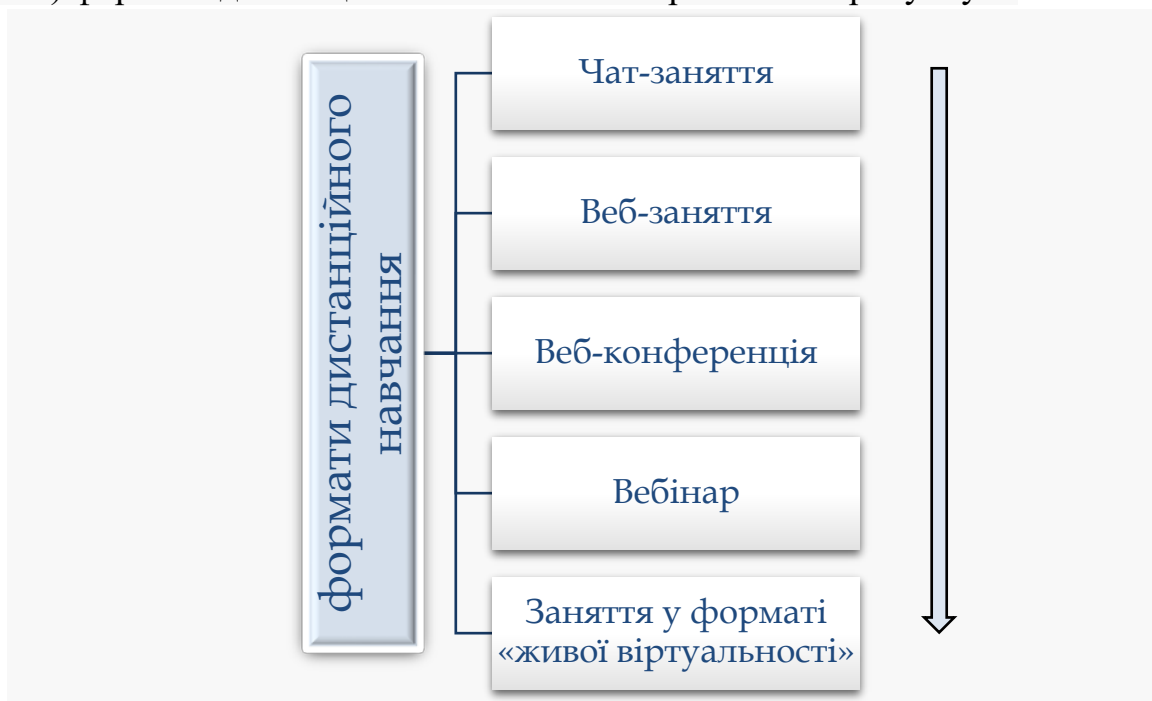 формати дистанційного
навчання
Чат-заняття
Веб-заняття
Веб-конференція
Вебінар
Заняття у форматі
«живої віртуальності»